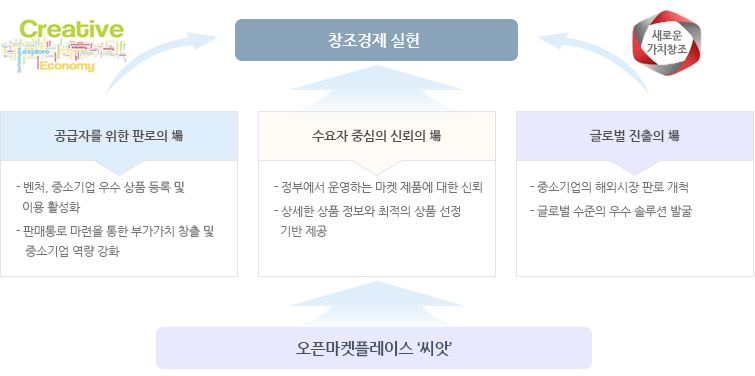 Creative
explore
Economy
창조경제 실현
새로운
가치창조
공급자를 위한 판로의 場
- 벤처, 중소기업 우수 상품 등록 및
이용 활성화
- 판매통로 마련을 통한 부가가치 창출 및
중소기업 역량 강화
수요자 중심의 신뢰의 場
- 정부에서 운영하는 마켓 제품에 대한 신뢰
- 상세한 상품 정보와 최적의 상품 선정
기반 제공
글로벌 진출의 場
- 중소기업의 해외시장 판로 개척
- 글로벌 수준의 우수 솔루션 발굴
오픈마켓플레이스 ‘씨앗’